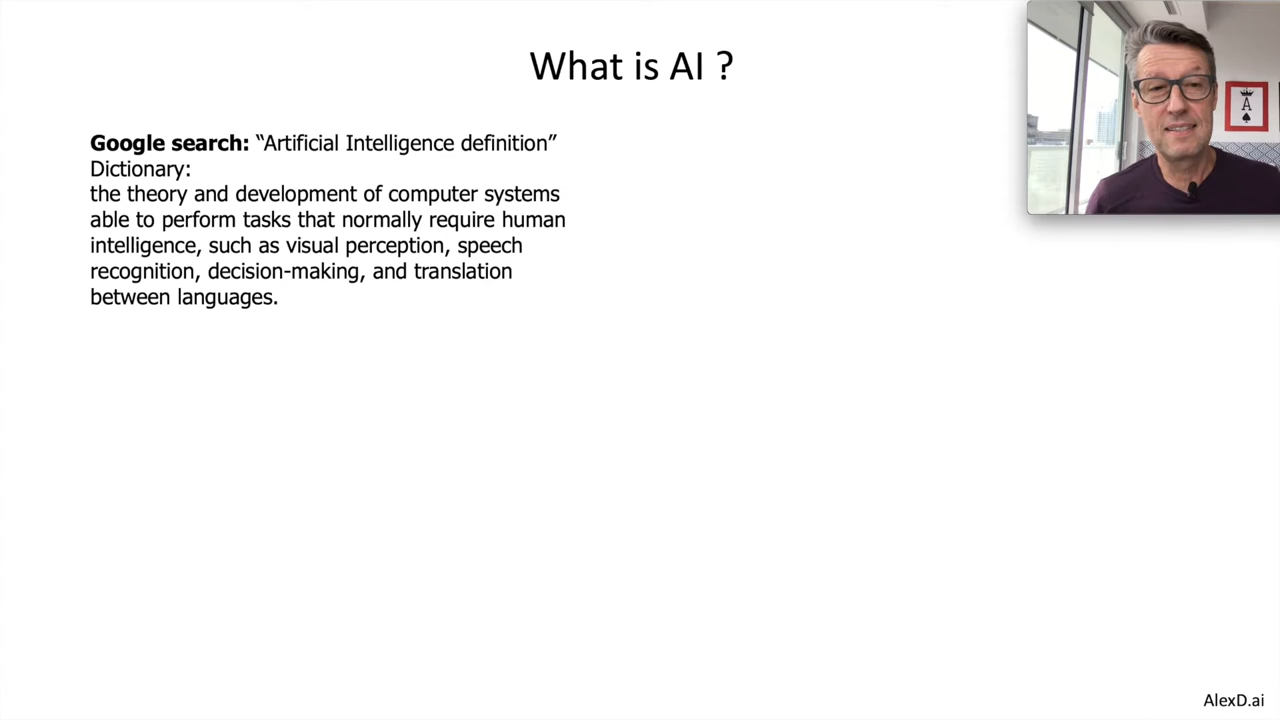 What is AI ?
Google search: “Artificial Intelligence definition”
Dictionary:
the theory and development of computer systems
able to perform tasks that normally require human
intelligence, such as visual perception, speech
recognition, decision-making, and translation
between languages.
A
AlexD.ai